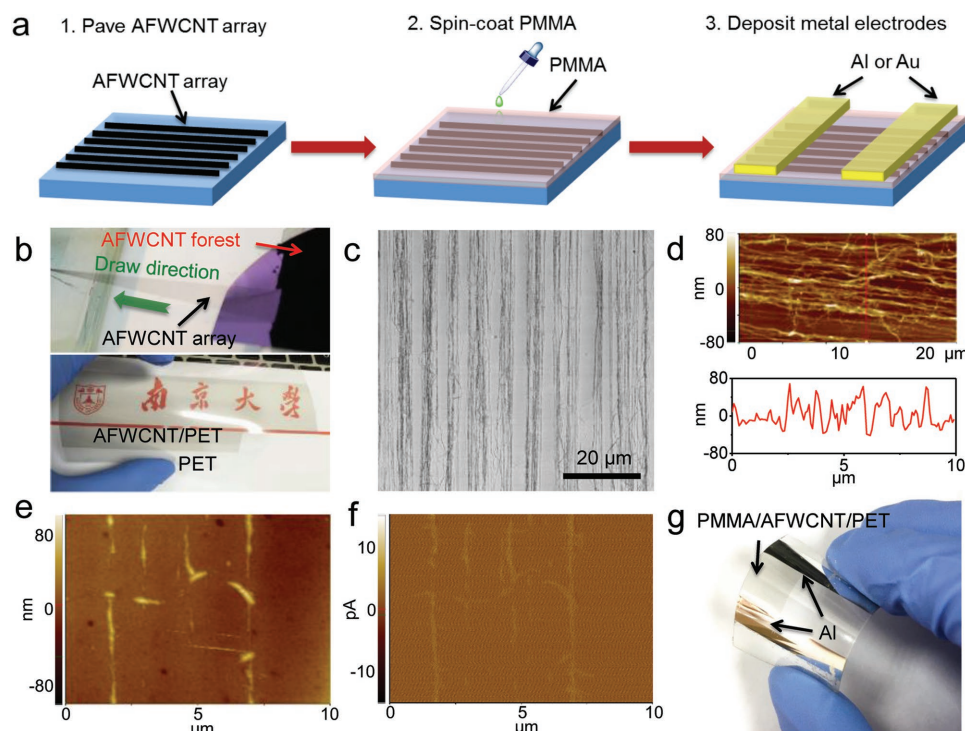 a
1. Pave AFWCNT array
2. Spin-coat PMMA
3. Deposit metal electrodes
AFWCNT array
PMMA
Al or Au
b
AFWCNT forest
Draw direction
AFWCNT array
南京大學
AFWCNT/PET
PET
c
20 µm
d
80
nm
0
-80
0
10
20
µm
80
nm
0
-80
0
5
10
µm
e
80
nm
0
-80
0
5
10
µm
f
10
pA
0
-10
0
5
10
µm
g
PMMA/AFWCNT/PET
Al